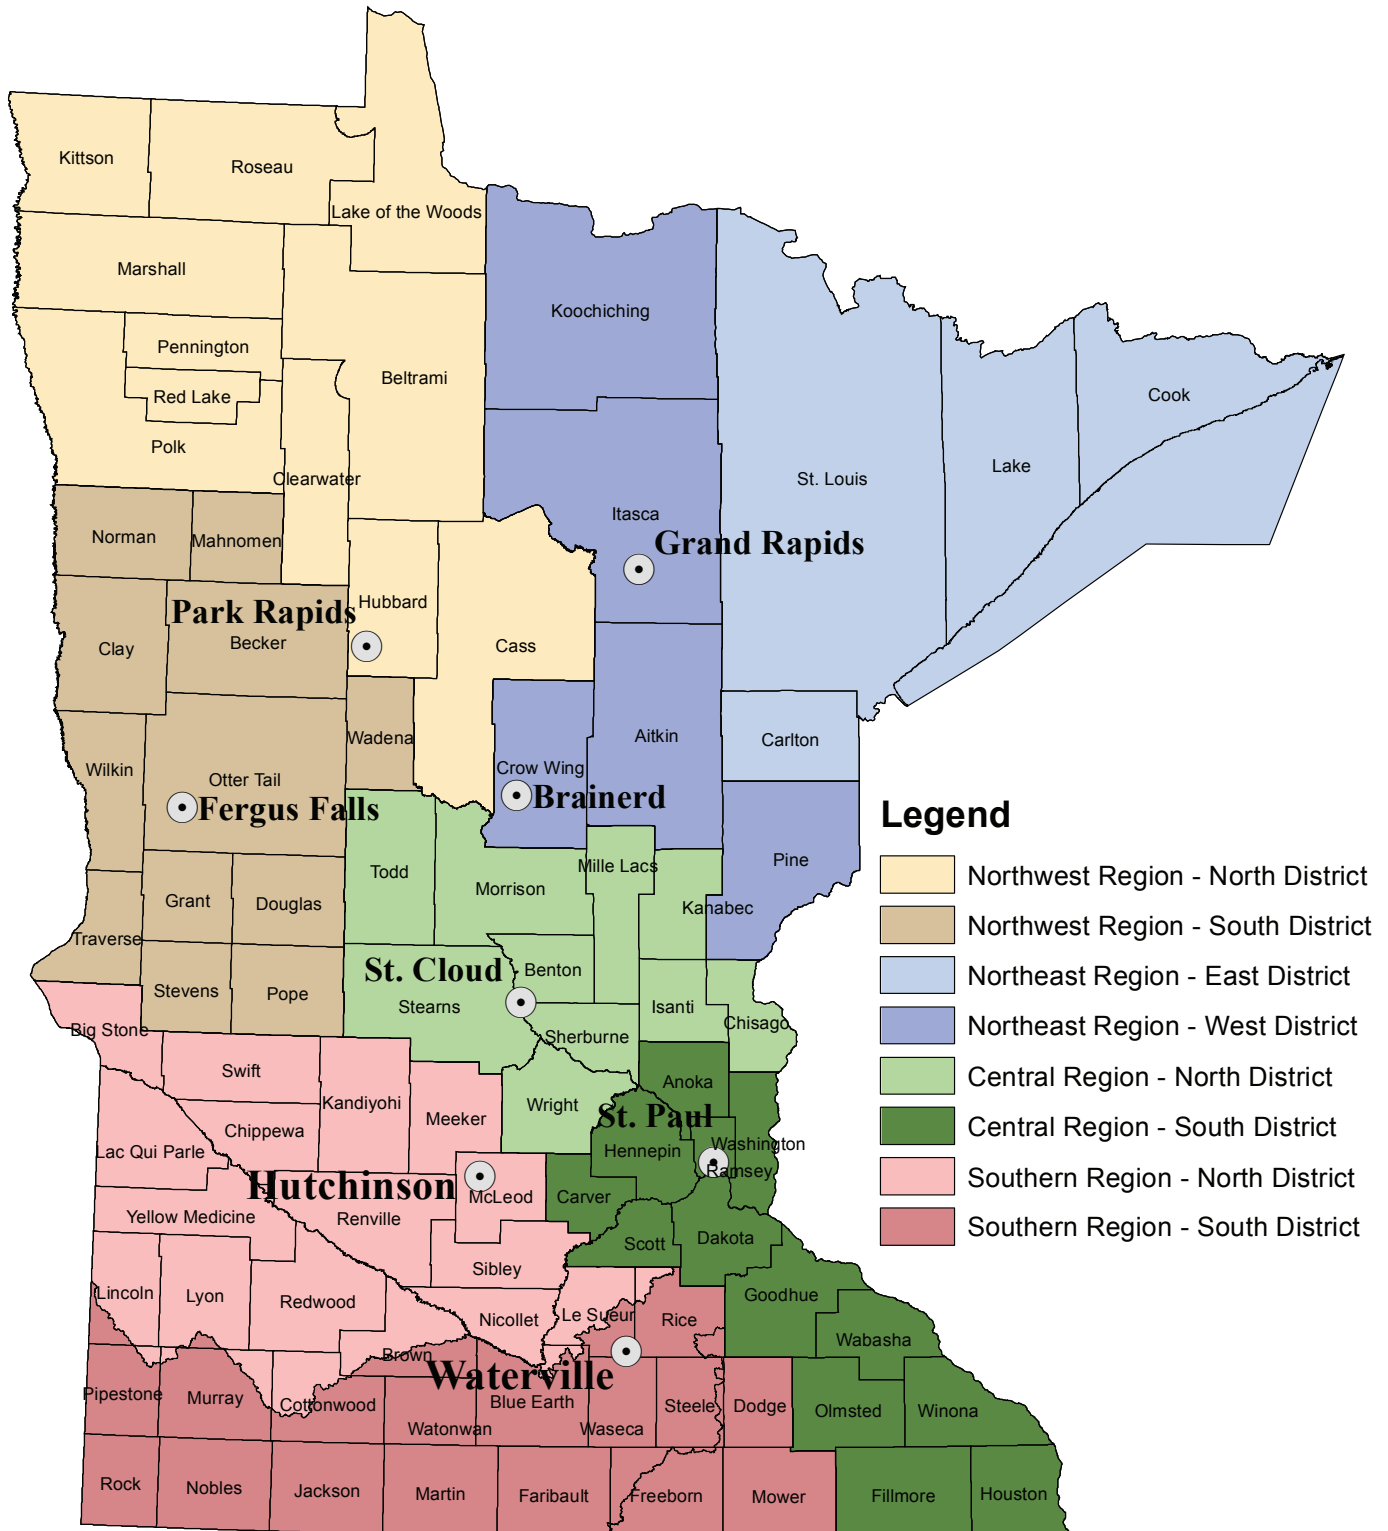 Kittson
Roseau
Lake of the Woods
Marshall
Koochiching
Pennington
Beltrami
Red Lake
Cook
Polk
Lake
Clearwater
St. Louis
Itasca
Norman
Mahnomen
Grand Rapids
Hubbard
Park Rapids
Becker
Clay
Cass
Wadena
Aitkin
Carlton
Wilkin
Otter Tail
Crow Wing
Fergus Falls
Brainerd
Legend
Pine
Todd
Mille Lacs
Northwest Region - North District
Morrison
Grant
Douglas
Kanabec
Northwest Region - South District
Traverse
St. Cloud
Benton
Northeast Region - East District
Stevens
Pope
Stearns
Isanti
Chisago
Northeast Region - West District
Big Stone
Sherburne
Swift
Anoka
Central Region - North District
Kandiyohi
Meeker
Wright
St. Paul
Chippewa
Central Region - South District
Lac Qui Parle
Hennepin
Washington
Ramsey
Southern Region - North District
Hutchinson
McLeod
Carver
Yellow Medicine
Renville
Southern Region - South District
Scott
Dakota
Sibley
Lincoln
Lyon
Redwood
Goodhue
Nicollet
Le Sueur
Rice
Wabasha
Brown
Waterville
Pipestone
Murray
Cottonwood
Blue Earth
Steele
Dodge
Olmsted
Winona
Watonwan
Waseca
Rock
Nobles
Jackson
Martin
Faribault
Freeborn
Mower
Fillmore
Houston